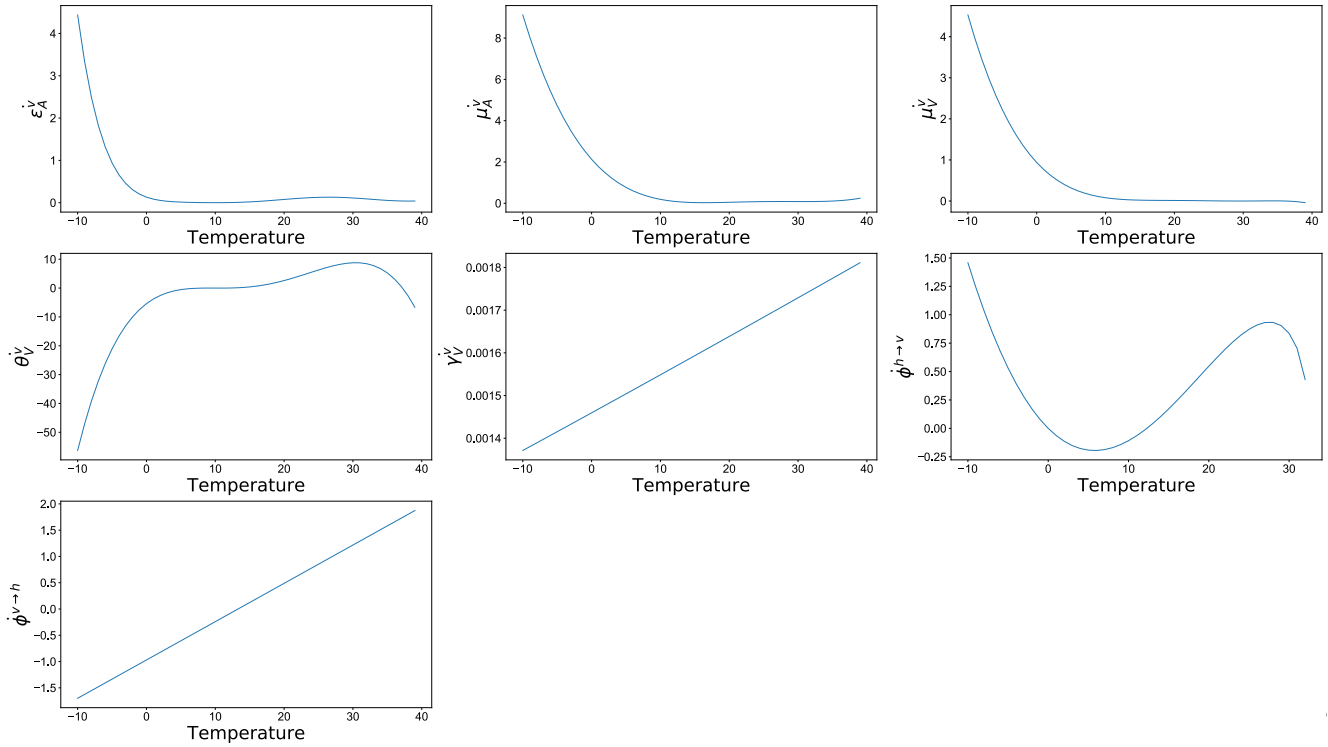 4
3
2
1
0
ε̇ᵥA
−10 0 10 20 30 40
Temperature
8
6
4
2
0
μ̇ᵥA
−10 0 10 20 30 40
Temperature
4
3
2
1
0
μ̇ᵥV
−10 0 10 20 30 40
Temperature
10
0
−10
−20
−30
−40
−50
θ̇ᵥV
−10 0 10 20 30 40
Temperature
0.0018
0.0017
0.0016
0.0015
0.0014
γ̇ᵥV
−10 0 10 20 30 40
Temperature
1.50
1.25
1.00
0.75
0.50
0.25
0.00
−0.25
ϕ̇ʰ→ᵛ
−10 0 10 20 30
Temperature
2.0
1.5
1.0
0.5
0.0
−0.5
−1.0
−1.5
ϕ̇ᵛ→ʰ
−10 0 10 20 30 40
Temperature